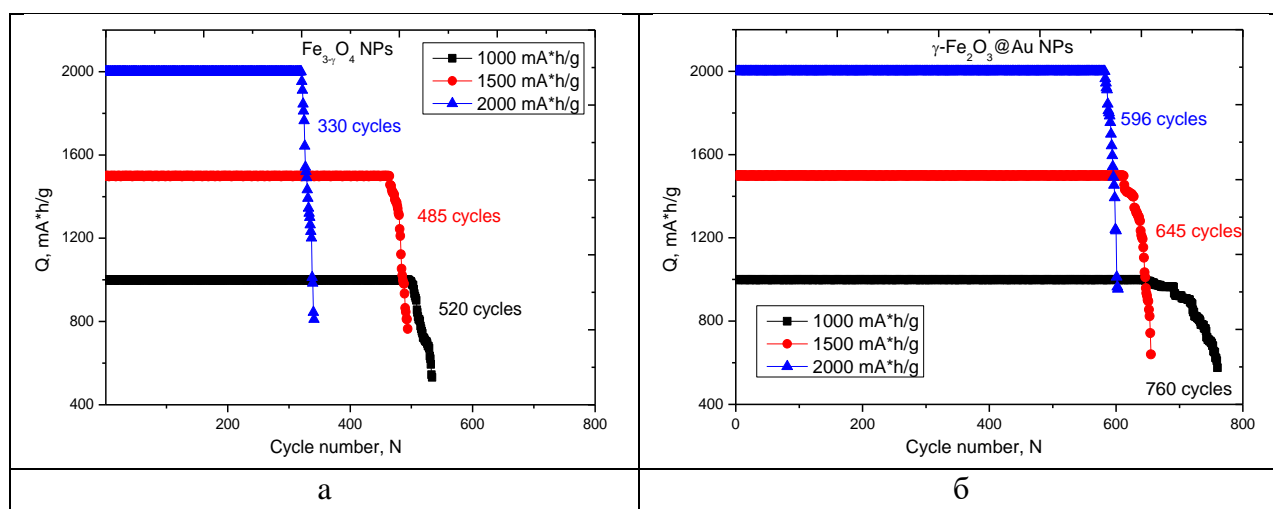 Fe₃₋ᵧO₄ NPs
1000 mA*h/g
1500 mA*h/g
2000 mA*h/g
330 cycles
485 cycles
520 cycles
Q, mA*h/g
2000
1600
1200
800
400
200
400
600
800
Cycle number, N
а
γ-Fe₂O₃@Au NPs
596 cycles
645 cycles
760 cycles
1000 mA*h/g
1500 mA*h/g
2000 mA*h/g
Q, mA*h/g
2000
1600
1200
800
400
0
200
400
600
800
Cycle number, N
б